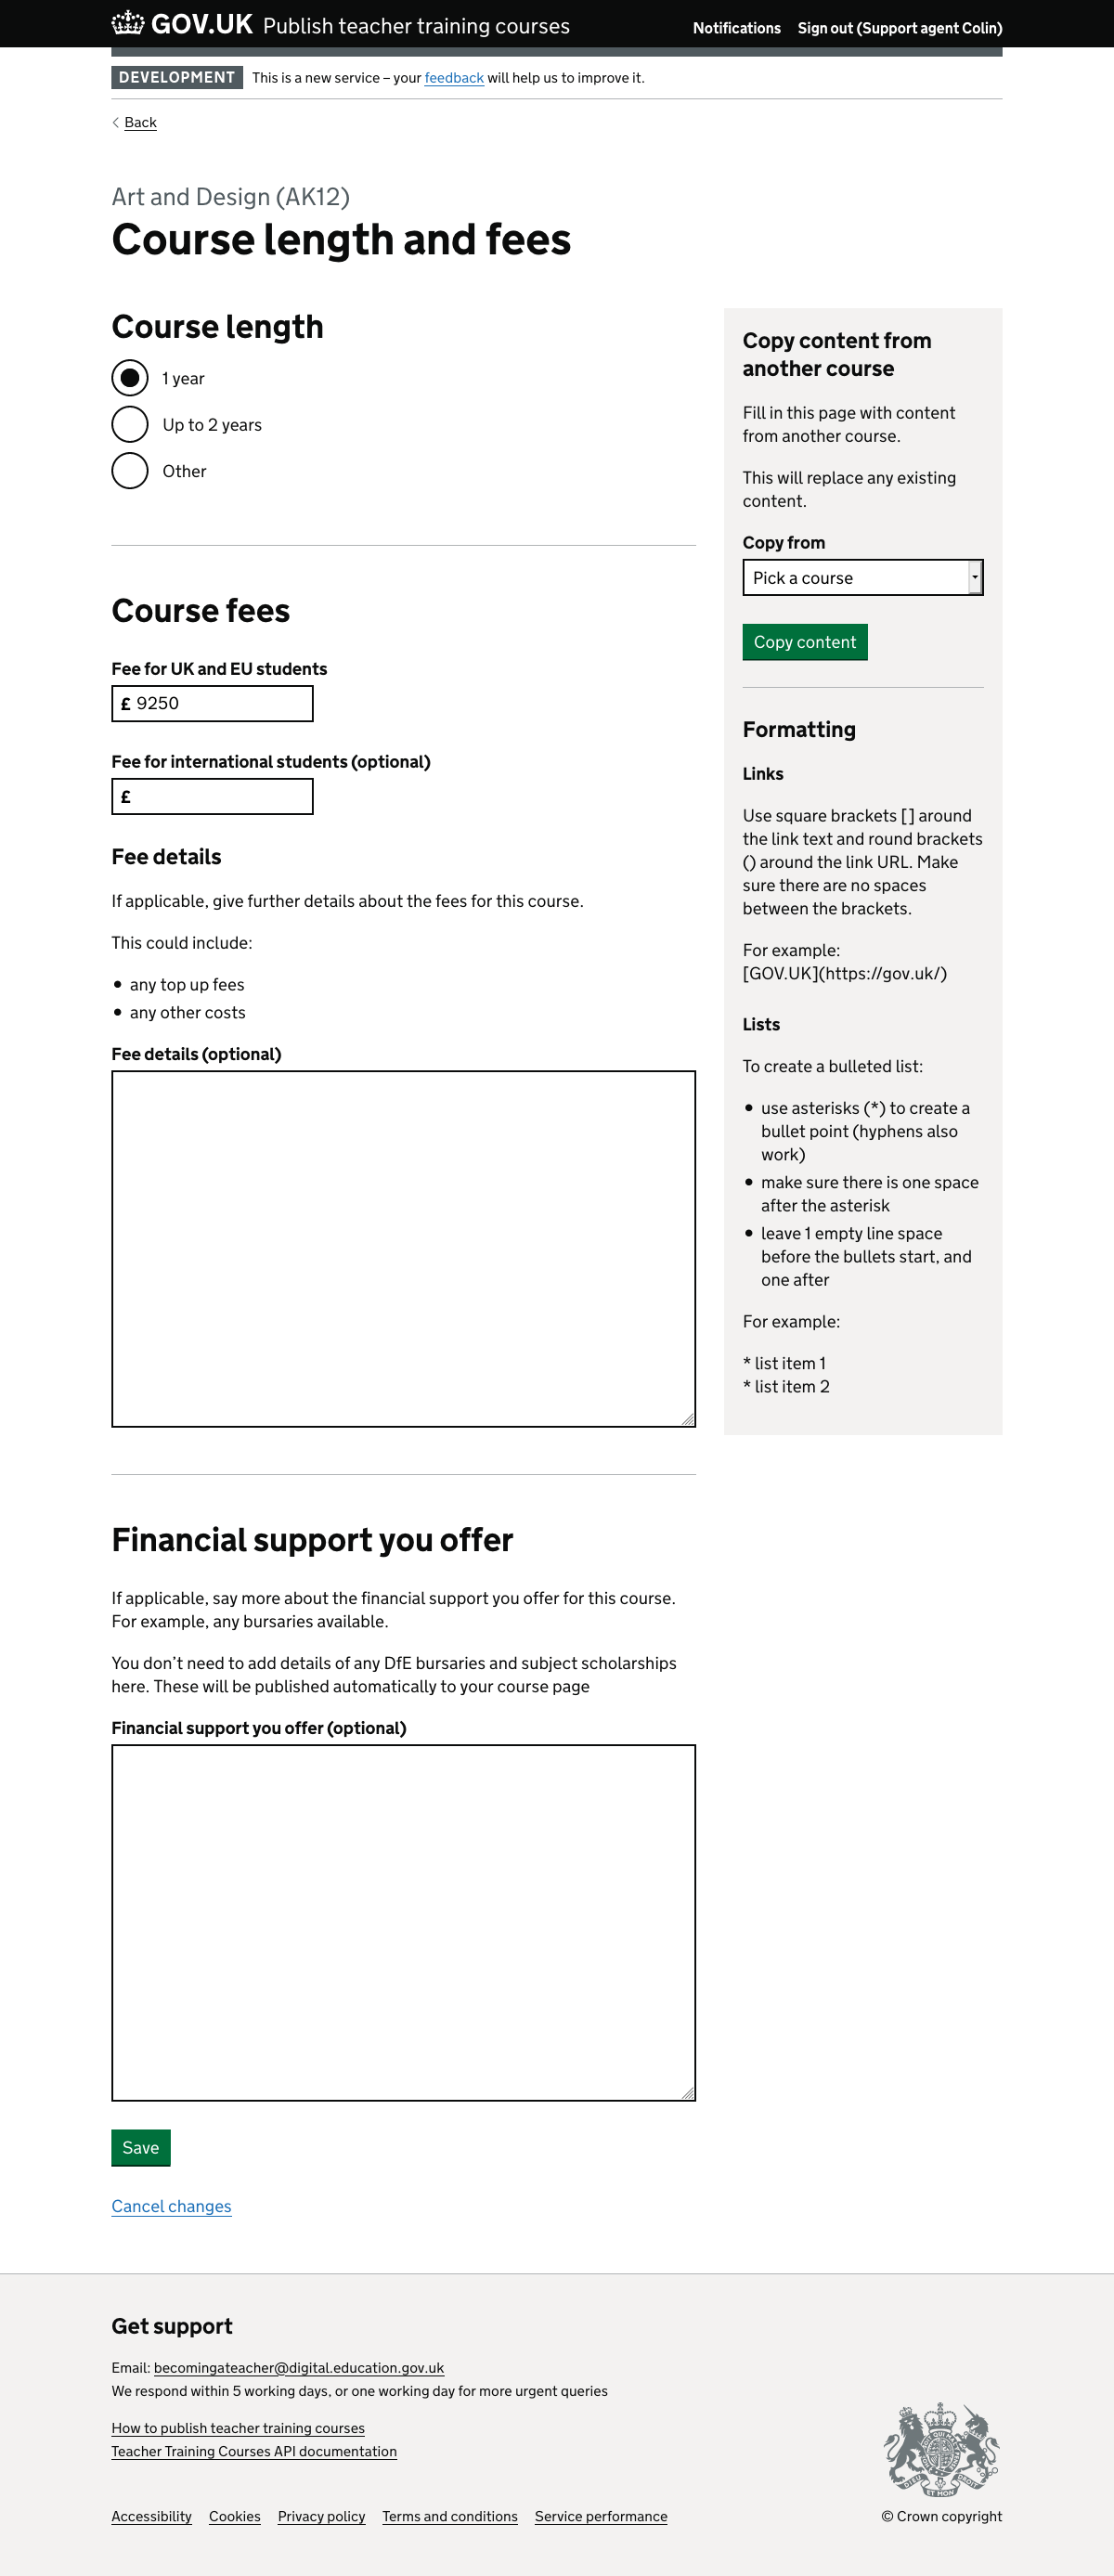 GOV.UK Publish teacher training courses
Notifications Sign out (Support agent Colin)
DEVELOPMENT This is a new service – your feedback will help us to improve it.
Back
Art and Design (AK12)
Course length and fees
Course length
1 year
Up to 2 years
Other
Course fees
Fee for UK and EU students
£ 9250
Fee for international students (optional)
£
Fee details
If applicable, give further details about the fees for this course.
This could include:
• any top up fees
• any other costs
Fee details (optional)
Financial support you offer
If applicable, say more about the financial support you offer for this course.
For example, any bursaries available.
You don’t need to add details of any DfE bursaries and subject scholarships
here. These will be published automatically to your course page
Financial support you offer (optional)
Save
Cancel changes
Copy content from
another course
Fill in this page with content
from another course.
This will replace any existing
content.
Copy from
Pick a course
Copy content
Formatting
Links
Use square brackets [] around
the link text and round brackets
() around the link URL. Make
sure there are no spaces
between the brackets.
For example:
[GOV.UK](https://gov.uk/)
Lists
To create a bulleted list:
• use asterisks (*) to create a
bullet point (hyphens also
work)
• make sure there is one space
after the asterisk
• leave 1 empty line space
before the bullets start, and
one after
For example:
* list item 1
* list item 2
Get support
Email: becomingateacher@digital.education.gov.uk
We respond within 5 working days, or one working day for more urgent queries
How to publish teacher training courses
Teacher Training Courses API documentation
Accessibility Cookies Privacy policy Terms and conditions Service performance
© Crown copyright